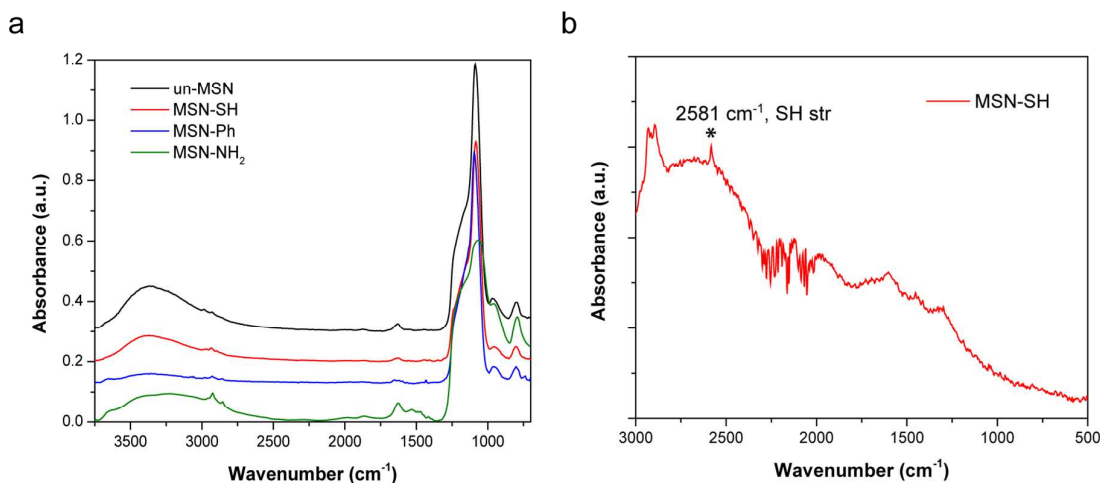 a
1.2
1.0
0.8
0.6
0.4
0.2
0.0
Absorbance (a.u.)
un-MSN
MSN-SH
MSN-Ph
MSN-NH₂
3500 3000 2500 2000 1500 1000
Wavenumber (cm⁻¹)
b
Absorbance (a.u.)
2581 cm⁻¹, SH str
*
MSN-SH
3000 2500 2000 1500 1000 500
Wavenumber (cm⁻¹)